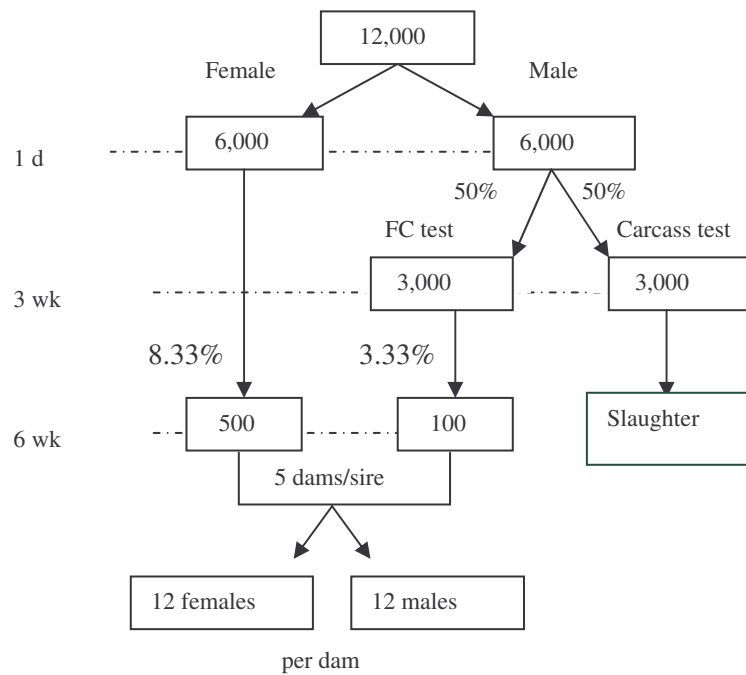 12,000
Female
Male
1 d
6,000
6,000
50%
50%
FC test
Carcass test
3 wk
3,000
3,000
8.33%
3.33%
6 wk
500
100
Slaughter
5 dams/sire
12 females
12 males
per dam